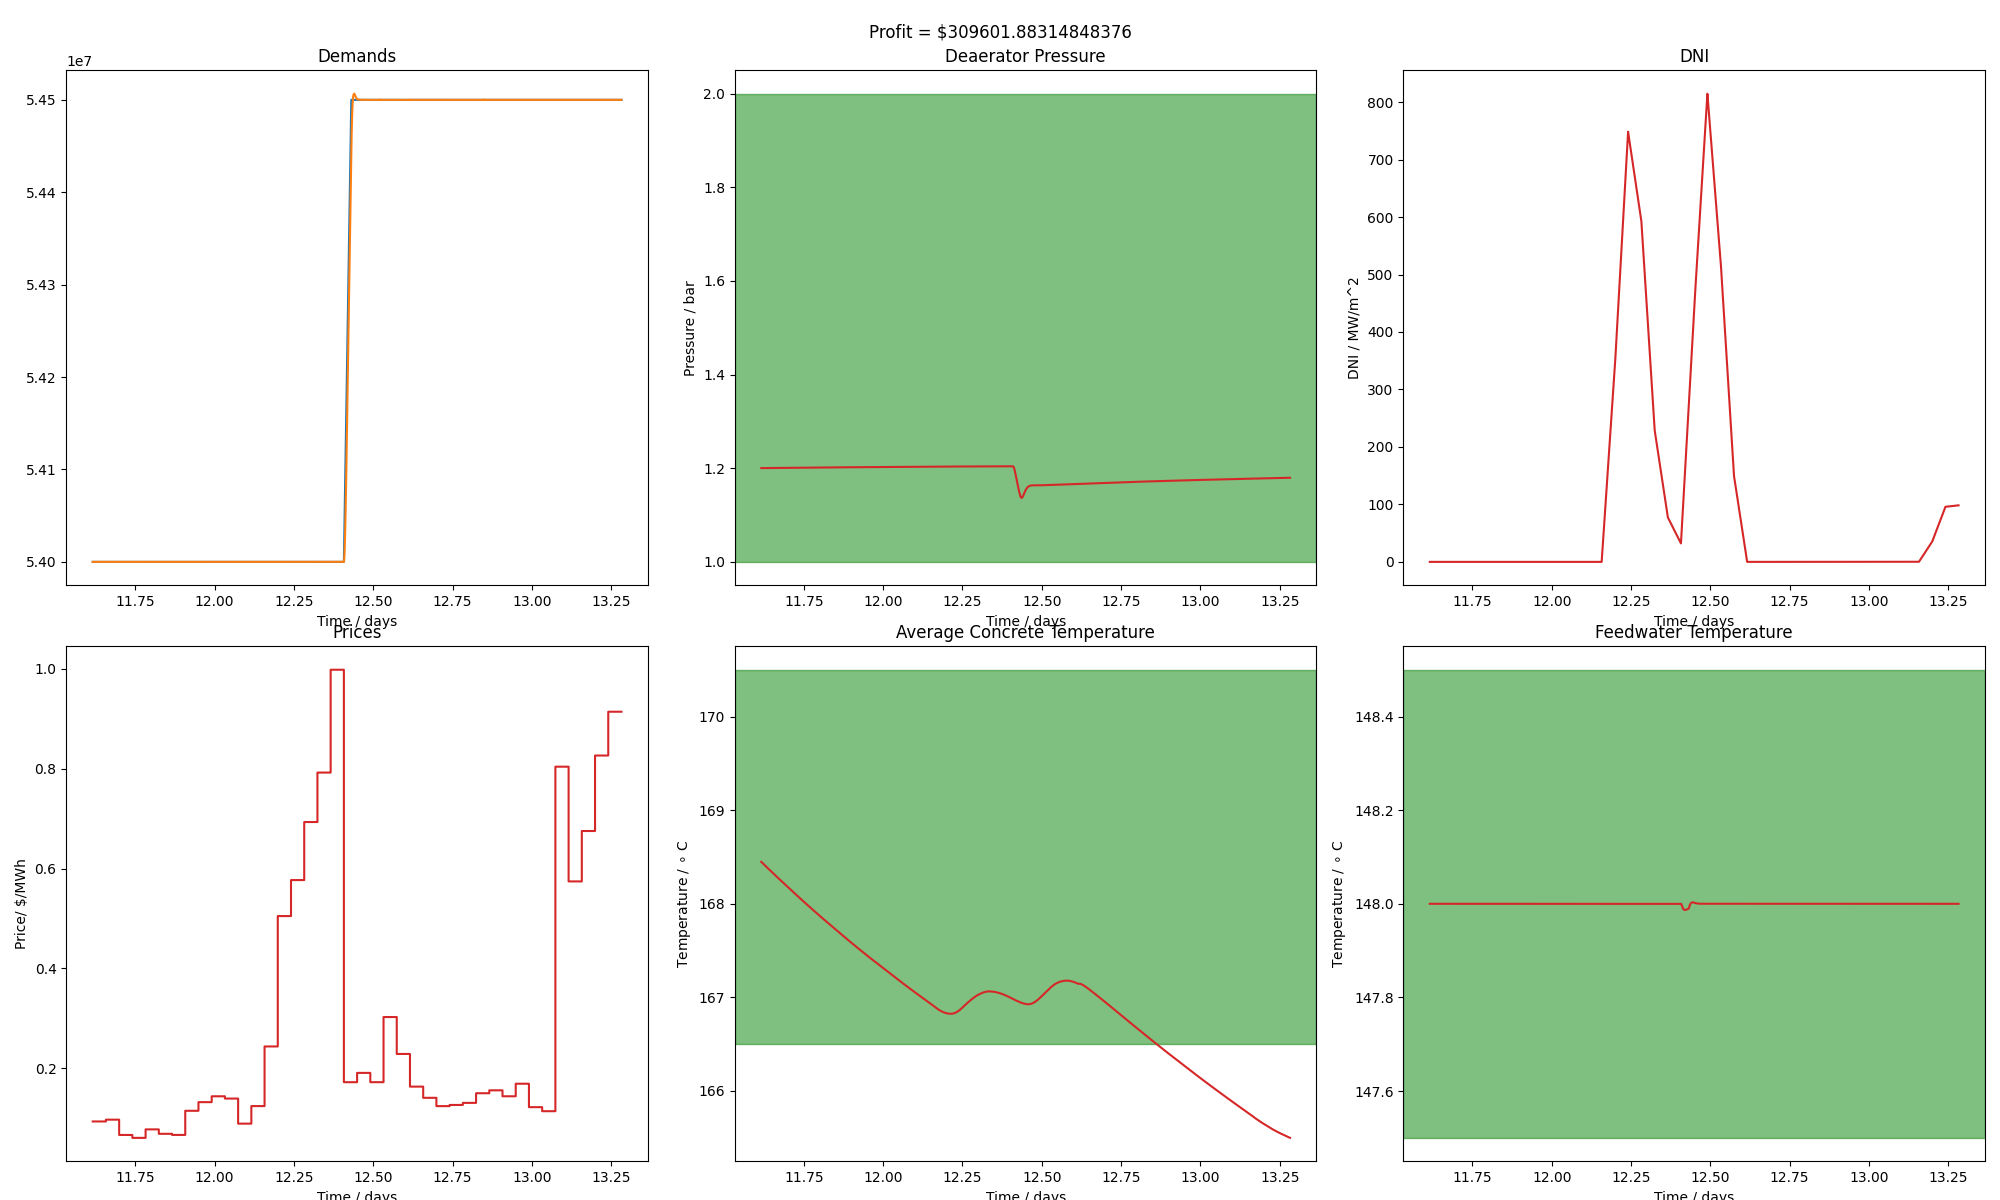 Profit = $309601.88314848376
Demands
1e7
5.45
5.44
5.43
5.42
5.41
5.40
11.75 12.00 12.25 12.50 12.75 13.00 13.25
Time / days
Deaerator Pressure
Pressure / bar
2.0
1.8
1.6
1.4
1.2
1.0
11.75 12.00 12.25 12.50 12.75 13.00 13.25
Time / days
DNI
DNI / MW/m^2
800
700
600
500
400
300
200
100
0
11.75 12.00 12.25 12.50 12.75 13.00 13.25
Time / days
Prices
Price/ $/MWh
1.0
0.8
0.6
0.4
0.2
11.75 12.00 12.25 12.50 12.75 13.00 13.25
Time / days
Average Concrete Temperature
Temperature / ∘ C
170
169
168
167
166
11.75 12.00 12.25 12.50 12.75 13.00 13.25
Time / days
Feedwater Temperature
Temperature / ∘ C
148.4
148.2
148.0
147.8
147.6
11.75 12.00 12.25 12.50 12.75 13.00 13.25
Time / days